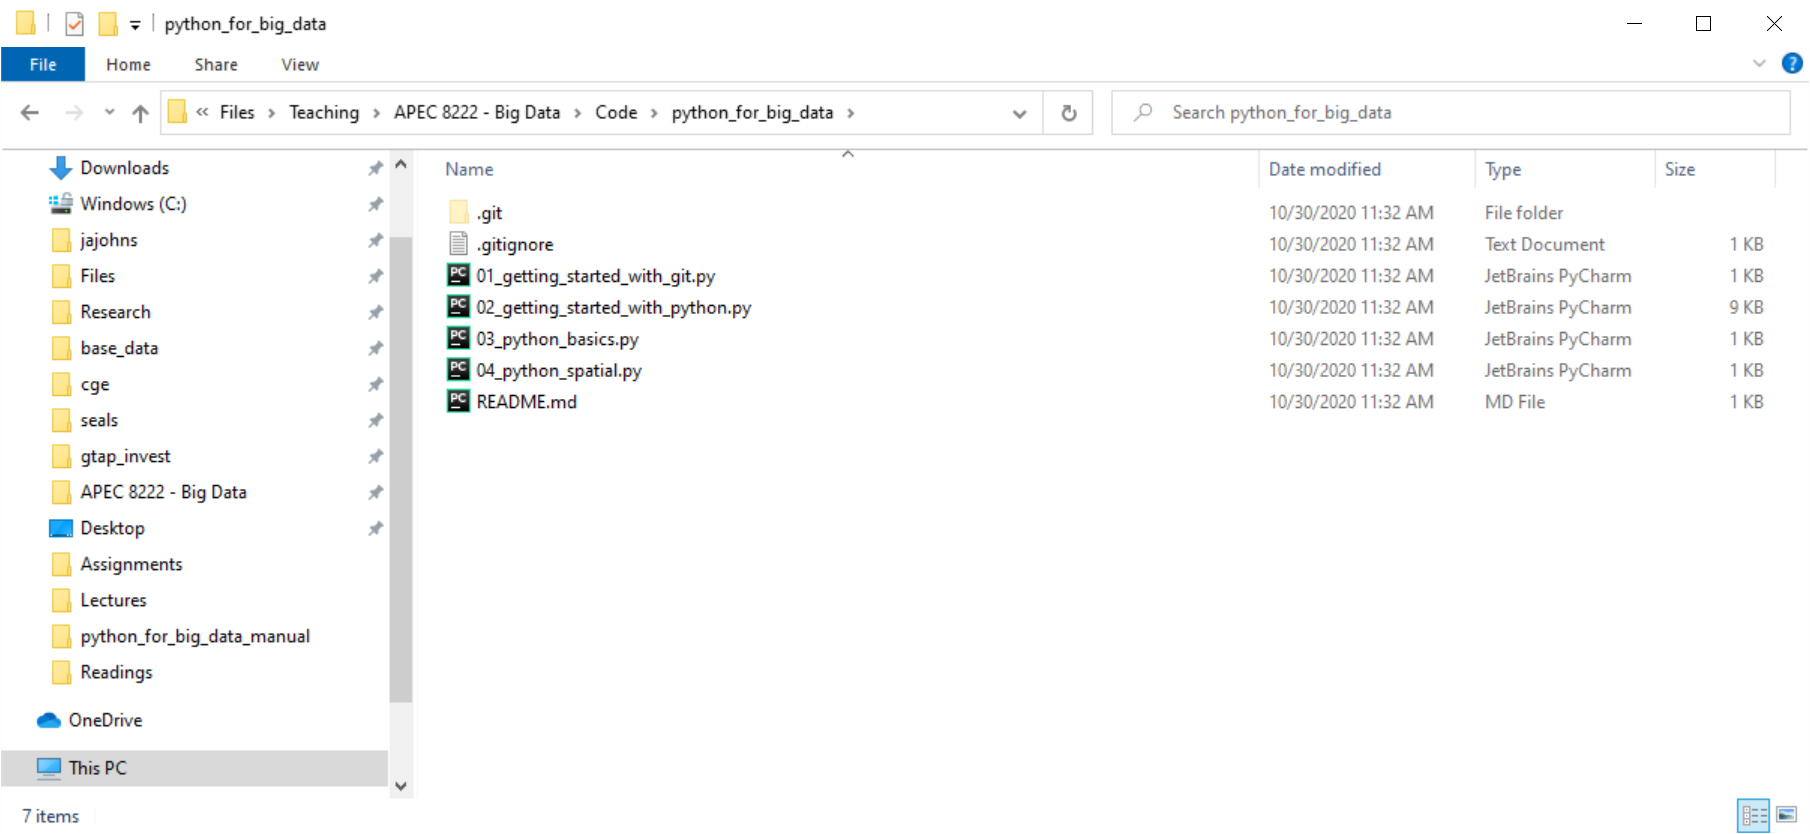 python_for_big_data
File Home Share View
« Files > Teaching > APEC 8222 - Big Data > Code > python_for_big_data >
Search python_for_big_data
Downloads
Windows (C:)
jajohns
Files
Research
base_data
cge
seals
gtap_invest
APEC 8222 - Big Data
Desktop
Assignments
Lectures
python_for_big_data_manual
Readings
OneDrive
This PC
Name Date modified Type Size
.git 10/30/2020 11:32 AM File folder
.gitignore 10/30/2020 11:32 AM Text Document 1 KB
PC 01_getting_started_with_git.py 10/30/2020 11:32 AM JetBrains PyCharm 1 KB
PC 02_getting_started_with_python.py 10/30/2020 11:32 AM JetBrains PyCharm 9 KB
PC 03_python_basics.py 10/30/2020 11:32 AM JetBrains PyCharm 1 KB
PC 04_python_spatial.py 10/30/2020 11:32 AM JetBrains PyCharm 1 KB
PC README.md 10/30/2020 11:32 AM MD File 1 KB
7 items